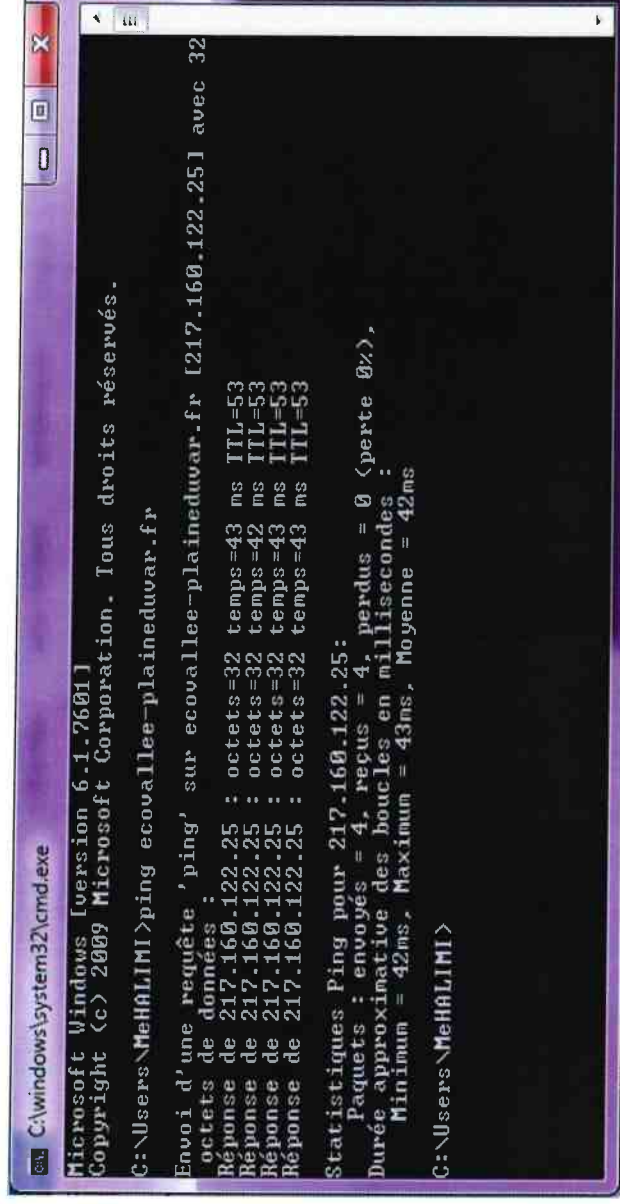 C:\windows\system32\cmd.exe
Microsoft Windows [version 6.1.7601]
Copyright (c) 2009 Microsoft Corporation. Tous droits réservés.
C:\Users\MeHALIMI>ping ecovallee-plaineduvar.fr
Envoi d'une requête 'ping' sur ecovallee-plaineduvar.fr [217.160.122.25] avec 32
octets de données :
Réponse de 217.160.122.25 : octets=32 temps=43 ms TTL=53
Réponse de 217.160.122.25 : octets=32 temps=42 ms TTL=53
Réponse de 217.160.122.25 : octets=32 temps=43 ms TTL=53
Réponse de 217.160.122.25 : octets=32 temps=43 ms TTL=53
Statistiques Ping pour 217.160.122.25:
Paquets : envoyés = 4, reçus = 4, perdus = 0 (perte 0%),
Durée approximative des boucles en millisecondes :
Minimum = 42ms, Maximum = 43ms, Moyenne = 42ms
C:\Users\MeHALIMI>